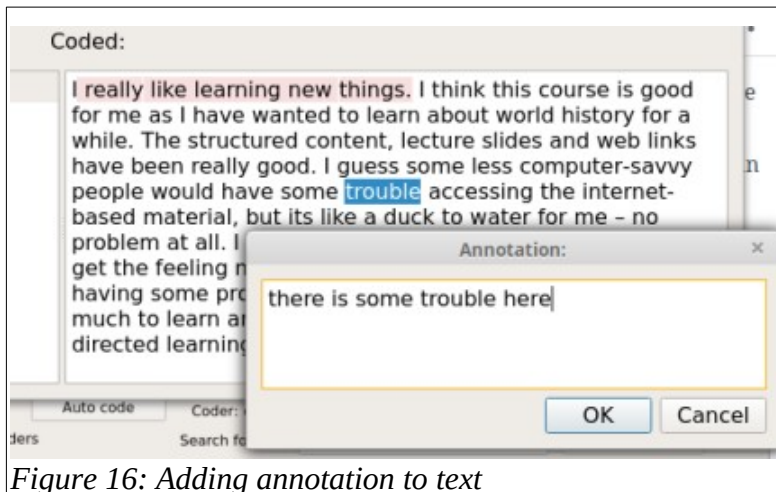 Coded:
I really like learning new things. I think this course is good
for me as I have wanted to learn about world history for a
while. The structured content, lecture slides and web links
have been really good. I guess some less computer-savvy
people would have some trouble accessing the internet-
based material, but its like a duck to water for me – no
problem at all. I
get the feeling
having some
much to learn
directed learning
Annotation:
there is some trouble here
OK Cancel
Auto code
Coder:
Search
Figure 16: Adding annotation to text